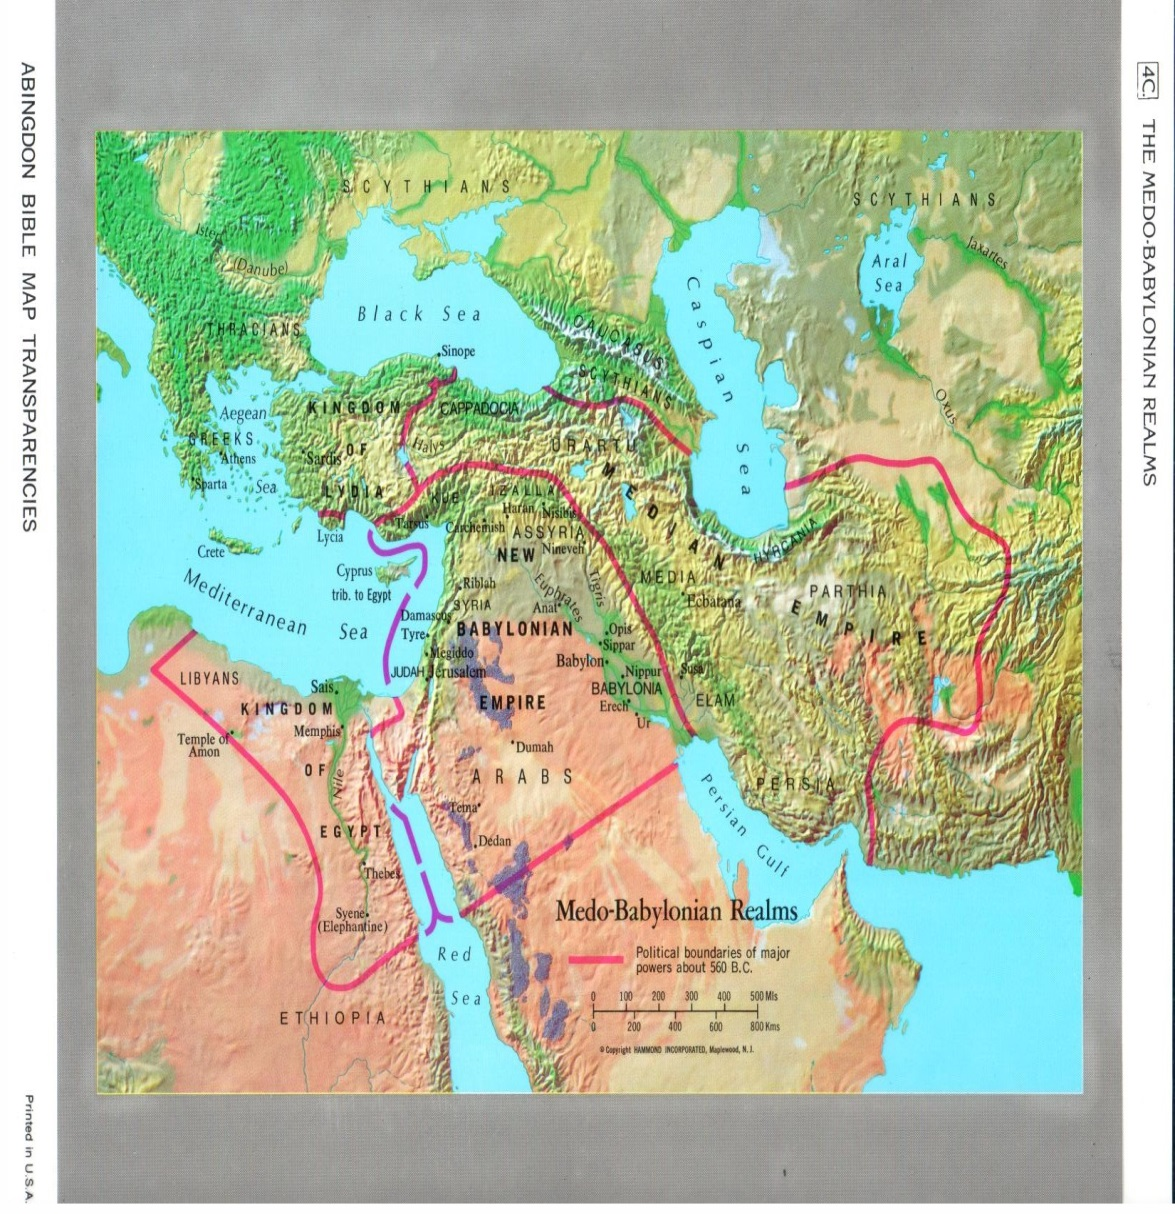 4C. THE MEDO-BABYLONIAN REALMS
ABINGDON BIBLE MAP TRANSPARENCIES
Printed in U.S.A.
SCYTHIANS
SCYTHIANS
Ister
(Danube)
Jaxartes
Aral
Sea
Black Sea
Caspian
Sea
CAUCASUS
THRACIANS
Sinope
SCYTHIANS
Oxus
Aegean
Sea
KINGDOM
OF
LYDIA
CAPPADOCIA
GREEKS
Athens
Sparta
Sardis
Halys
URARTU
MEDIAN
EMPIRE
KUE
IZALLA
Haran
Nisibis
Lycia
Tarsus
Carchemish
ASSYRIA
Nineveh
HYRCANIA
Crete
NEW
BABYLONIAN
EMPIRE
Cyprus
trib. to Egypt
Riblah
Euphrates
Tigris
MEDIA
Ecbatana
PARTHIA
Mediterranean
Sea
SYRIA
Anat
Damascus
Tyre
Opis
Sippar
Megiddo
Babylon
Nippur
Susa
JUDAH
Jerusalem
LIBYANS
BABYLONIA
ELAM
Sais
Erech
KINGDOM
OF
EGYPT
Ur
Memphis
Temple of
Amon
Dumah
Nile
ARABS
PERSIA
Persian Gulf
Tema
Dedan
Thebes
Syene
(Elephantine)
Red
Sea
ETHIOPIA
Medo-Babylonian Realms
Political boundaries of major
powers about 560 B.C.
0 100 200 300 400 500 Mls
0 200 400 600 800 Kms
© Copyright HAMMOND INCORPORATED, Maplewood, N. J.